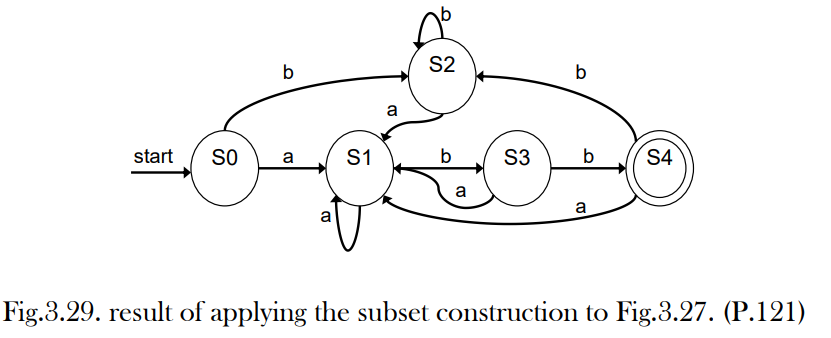 b
S2
b
b
a
start
S0
a
S1
b
S3
b
S4
a
a
a
Fig.3.29. result of applying the subset construction to Fig.3.27. (P.121)